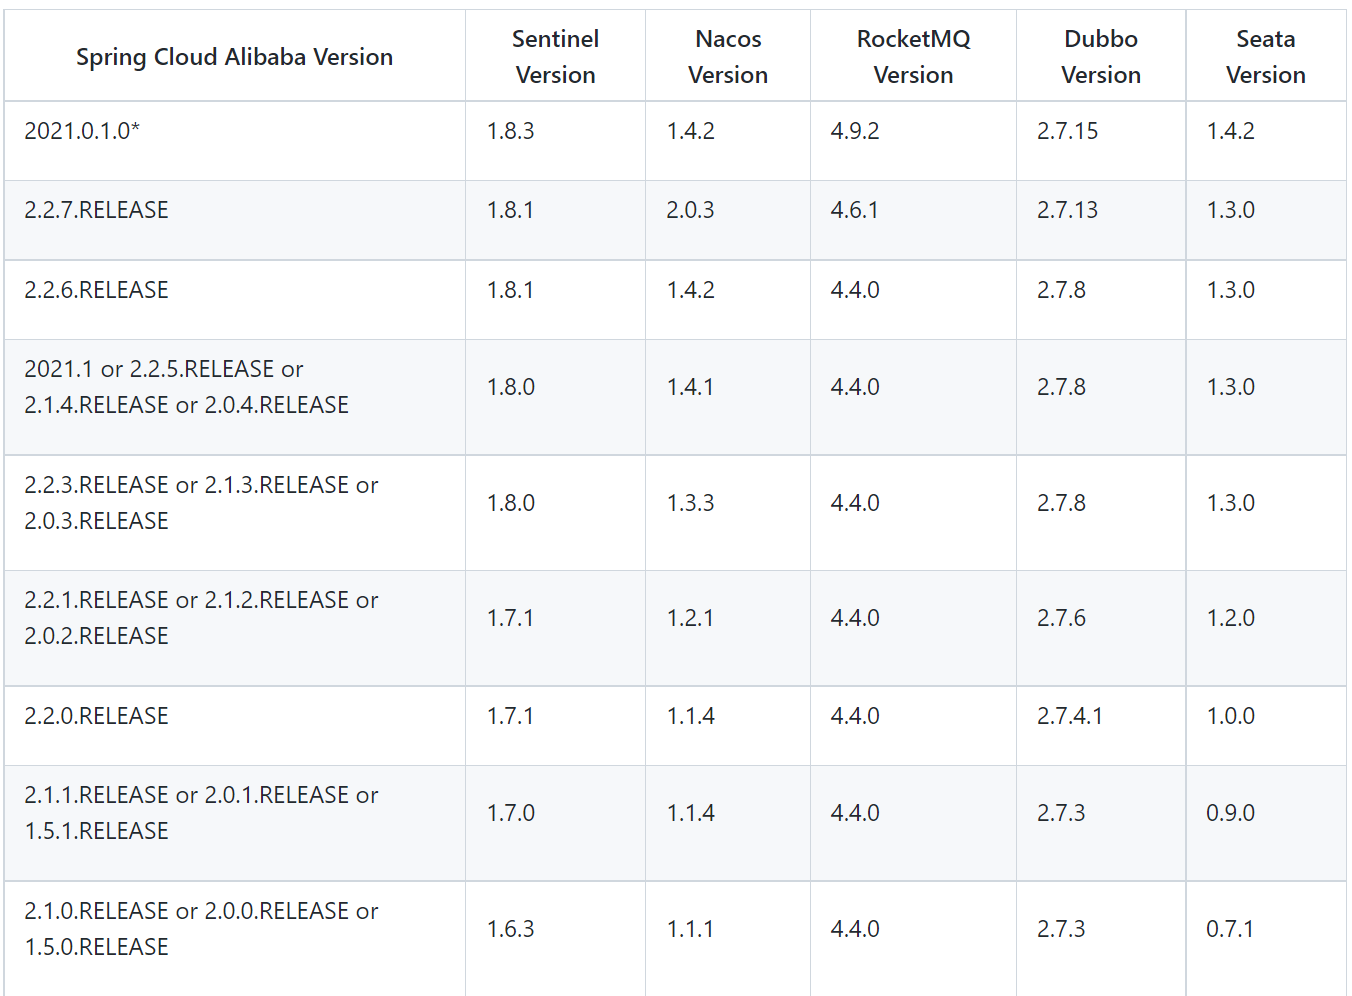 Spring Cloud Alibaba Version
Sentinel
Version
Nacos
Version
RocketMQ
Version
Dubbo
Version
Seata
Version
2021.0.1.0*
1.8.3
1.4.2
4.9.2
2.7.15
1.4.2
2.2.7.RELEASE
1.8.1
2.0.3
4.6.1
2.7.13
1.3.0
2.2.6.RELEASE
1.8.1
1.4.2
4.4.0
2.7.8
1.3.0
2021.1 or 2.2.5.RELEASE or
2.1.4.RELEASE or 2.0.4.RELEASE
1.8.0
1.4.1
4.4.0
2.7.8
1.3.0
2.2.3.RELEASE or 2.1.3.RELEASE or
2.0.3.RELEASE
1.8.0
1.3.3
4.4.0
2.7.8
1.3.0
2.2.1.RELEASE or 2.1.2.RELEASE or
2.0.2.RELEASE
1.7.1
1.2.1
4.4.0
2.7.6
1.2.0
2.2.0.RELEASE
1.7.1
1.1.4
4.4.0
2.7.4.1
1.0.0
2.1.1.RELEASE or 2.0.1.RELEASE or
1.5.1.RELEASE
1.7.0
1.1.4
4.4.0
2.7.3
0.9.0
2.1.0.RELEASE or 2.0.0.RELEASE or
1.5.0.RELEASE
1.6.3
1.1.1
4.4.0
2.7.3
0.7.1